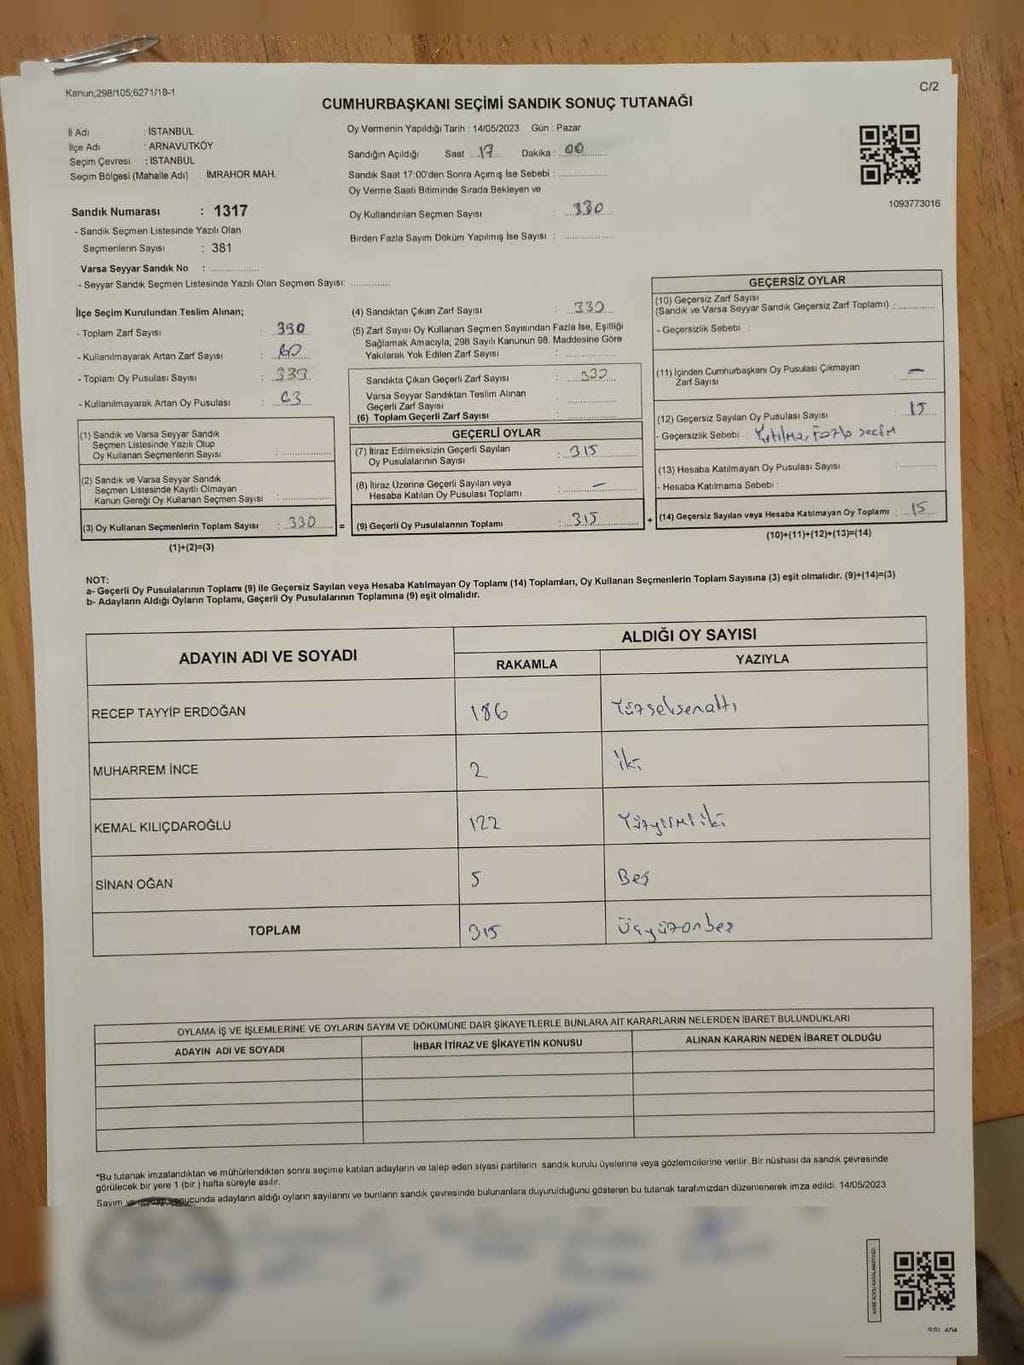 Kanun;298/105;6271/18-1
C/2
CUMHURBAŞKANI SEÇİMİ SANDIK SONUÇ TUTANAĞI
İl Adı : İSTANBUL
İlçe Adı : ARNAVUTKÖY
Seçim Çevresi : İSTANBUL
Seçim Bölgesi (Mahalle Adı) : İMRAHOR MAH.
Sandık Numarası : 1317
- Sandık Seçmen Listesinde Yazılı Olan
Seçmenlerin Sayısı : 381
Varsa Seyyar Sandık No :
- Seyyar Sandık Seçmen Listesinde Yazılı Olan Seçmen Sayısı:
Oy Vermenin Yapıldığı Tarih : 14/05/2023 Gün : Pazar
Sandığın Açıldığı Saat : 17 Dakika : 00
Sandık Saat 17:00'den Sonra Açımış İse Sebebi :
Oy Verme Saati Bitiminde Sırada Bekleyen ve
Oy Kullandırılan Seçmen Sayısı : 330
Birden Fazla Sayım Döküm Yapılmış İse Sayısı :
1093773016
İlçe Seçim Kurulundan Teslim Alınan;
- Toplam Zarf Sayısı : 390
- Kullanılmayarak Artan Zarf Sayısı : 60
- Toplam Oy Pusulası Sayısı :
- Kullanılmayarak Artan Oy Pusulası : 63
(1) Sandık ve Varsa Seyyar Sandık
Seçmen Listesinde Yazılı Olup
Oy Kullanan Seçmenlerin Sayısı :
(2) Sandık ve Varsa Seyyar Sandık
Seçmen Listesinde Kayıtlı Olmayan
Kanun Gereği Oy Kullanan Seçmen Sayısı :
(3) Oy Kullanan Seçmenlerin Toplam Sayısı : 330 =
(1)+(2)=(3)
(4) Sandıktan Çıkan Zarf Sayısı : 330
(5) Zarf Sayısı Oy Kullanan Seçmen Sayısından Fazla İse, Eşitliği
Sağlamak Amacıyla, 298 Sayılı Kanunun 98. Maddesine Göre
Yakılarak Yok Edilen Zarf Sayısı :
Sandıkta Çıkan Geçerli Zarf Sayısı : 330
Varsa Seyyar Sandıktan Teslim Alınan
Geçerli Zarf Sayısı :
(6) Toplam Geçerli Zarf Sayısı :
GEÇERLİ OYLAR
(7) İtiraz Edilmeksizin Geçerli Sayılan
Oy Pusulalarının Sayısı : 315
(8) İtiraz Üzerine Geçerli Sayılan veya
Hesaba Katılan Oy Pusulası Toplamı : -
(9) Geçerli Oy Pusulalarının Toplamı : 315 +
GEÇERSİZ OYLAR
(10) Geçersiz Zarf Sayısı
(Sandık ve Varsa Seyyar Sandık Geçersiz Zarf Toplamı) :
- Geçersizlik Sebebi :
(11) İçinden Cumhurbaşkanı Oy Pusulası Çıkmayan
Zarf Sayısı : -
(12) Geçersiz Sayılan Oy Pusulası Sayısı : 15
- Geçersizlik Sebebi : Yırtılma, Fazla seçim
(13) Hesaba Katılmayan Oy Pusulası Sayısı :
- Hesaba Katılmama Sebebi :
(14) Geçersiz Sayılan veya Hesaba Katılmayan Oy Toplamı : 15
(10)+(11)+(12)+(13)=(14)
NOT:
a- Geçerli Oy Pusulalarının Toplamı (9) ile Geçersiz Sayılan veya Hesaba Katılmayan Oy Toplamı (14) Toplamları, Oy Kullanan Seçmenlerin Toplam Sayısına (3) eşit olmalıdır. (9)+(14)=(3)
b- Adayların Aldığı Oyların Toplamı, Geçerli Oy Pusulalarının Toplamına (9) eşit olmalıdır.
ADAYIN ADI VE SOYADI
ALDIĞI OY SAYISI
RAKAMLA YAZIYLA
RECEP TAYYİP ERDOĞAN 186 Yüzseksenaltı
MUHARREM İNCE 2 İki
KEMAL KILIÇDAROĞLU 122 Yüzyirmiiki
SİNAN OĞAN 5 Beş
TOPLAM 315 Üçyüzonbeş
OYLAMA İŞ VE İŞLEMLERİNE VE OYLARIN SAYIM VE DÖKÜMÜNE DAİR ŞİKAYETLERLE BUNLARA AİT KARARLARIN NELERDEN İBARET BULUNDUKLARI
ADAYIN ADI VE SOYADI İHBAR İTİRAZ VE ŞİKAYETİN KONUSU ALINAN KARARIN NEDEN İBARET OLDUĞU
*Bu tutanak imzalandıktan ve mühürlendikten sonra seçime katılan adayların ve talep eden siyasi partilerin sandık kurulu üyelerine veya gözlemcilerine verilir .Bir nüshası da sandık çevresinde
görülecek bir yere 1 (bir ) hafta süreyle asılır.
Sayım ve sonucunda adayların aldığı oyların sayılarını ve bunların sandık çevresinde bulunanlara duyurulduğunu gösteren bu tutanak tarafımızdan düzenlenerek imza edildi. 14/05/2023